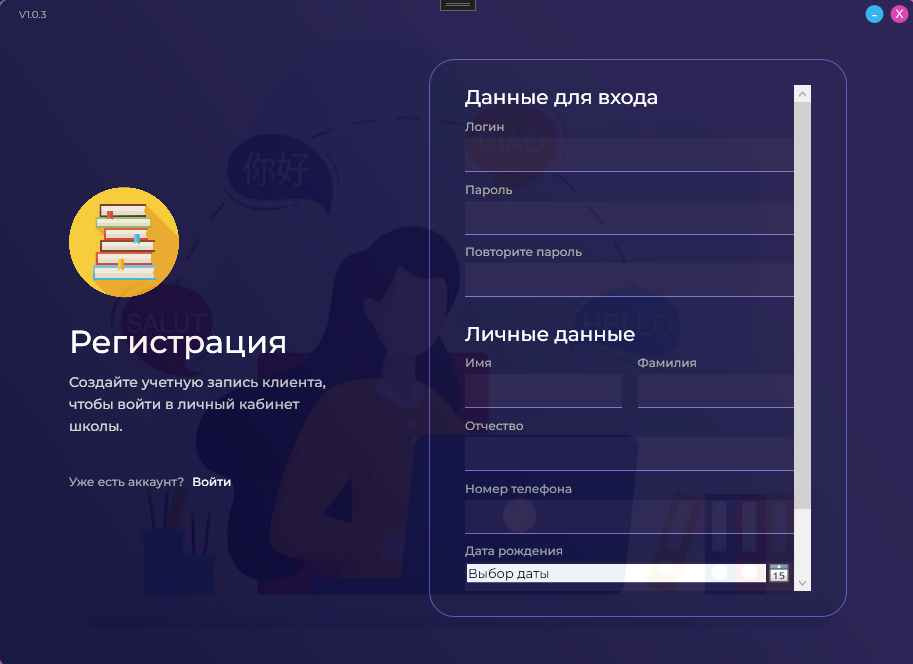 V1.0.3
–
X
Данные для входа
Логин
CIAO
Пароль
你好
Повторите пароль
SALUT
HELLO
Регистрация
Создайте учетную запись клиента,
чтобы войти в личный кабинет
школы.
Уже есть аккаунт? Войти
Личные данные
Имя Фамилия
Отчество
Номер телефона
Дата рождения
Выбор даты 15